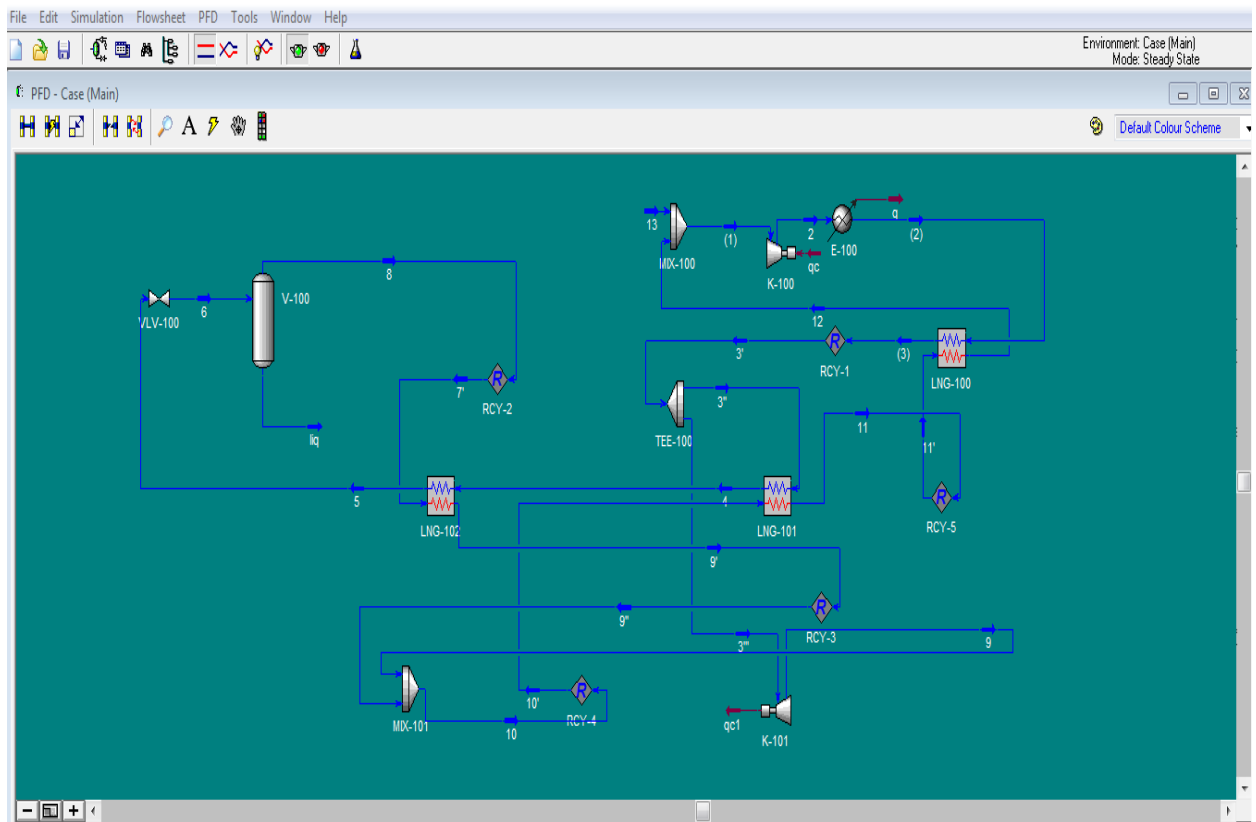 File Edit Simulation Flowsheet PFD Tools Window Help
Environment: Case (Main)
Mode: Steady State
PFD - Case (Main)
A
Default Colour Scheme
13
MIX-100
(1)
K-100
qc
2
E-100
q
(2)
8
V-100
VLV-100
6
12
3'
RCY-1
(3)
LNG-100
7'
RCY-2
liq
TEE-100
3"
11
11'
RCY-5
5
LNG-102
4
LNG-101
9'
9"
RCY-3
3'"
9
MIX-101
10
10'
RCY-4
qc1
K-101